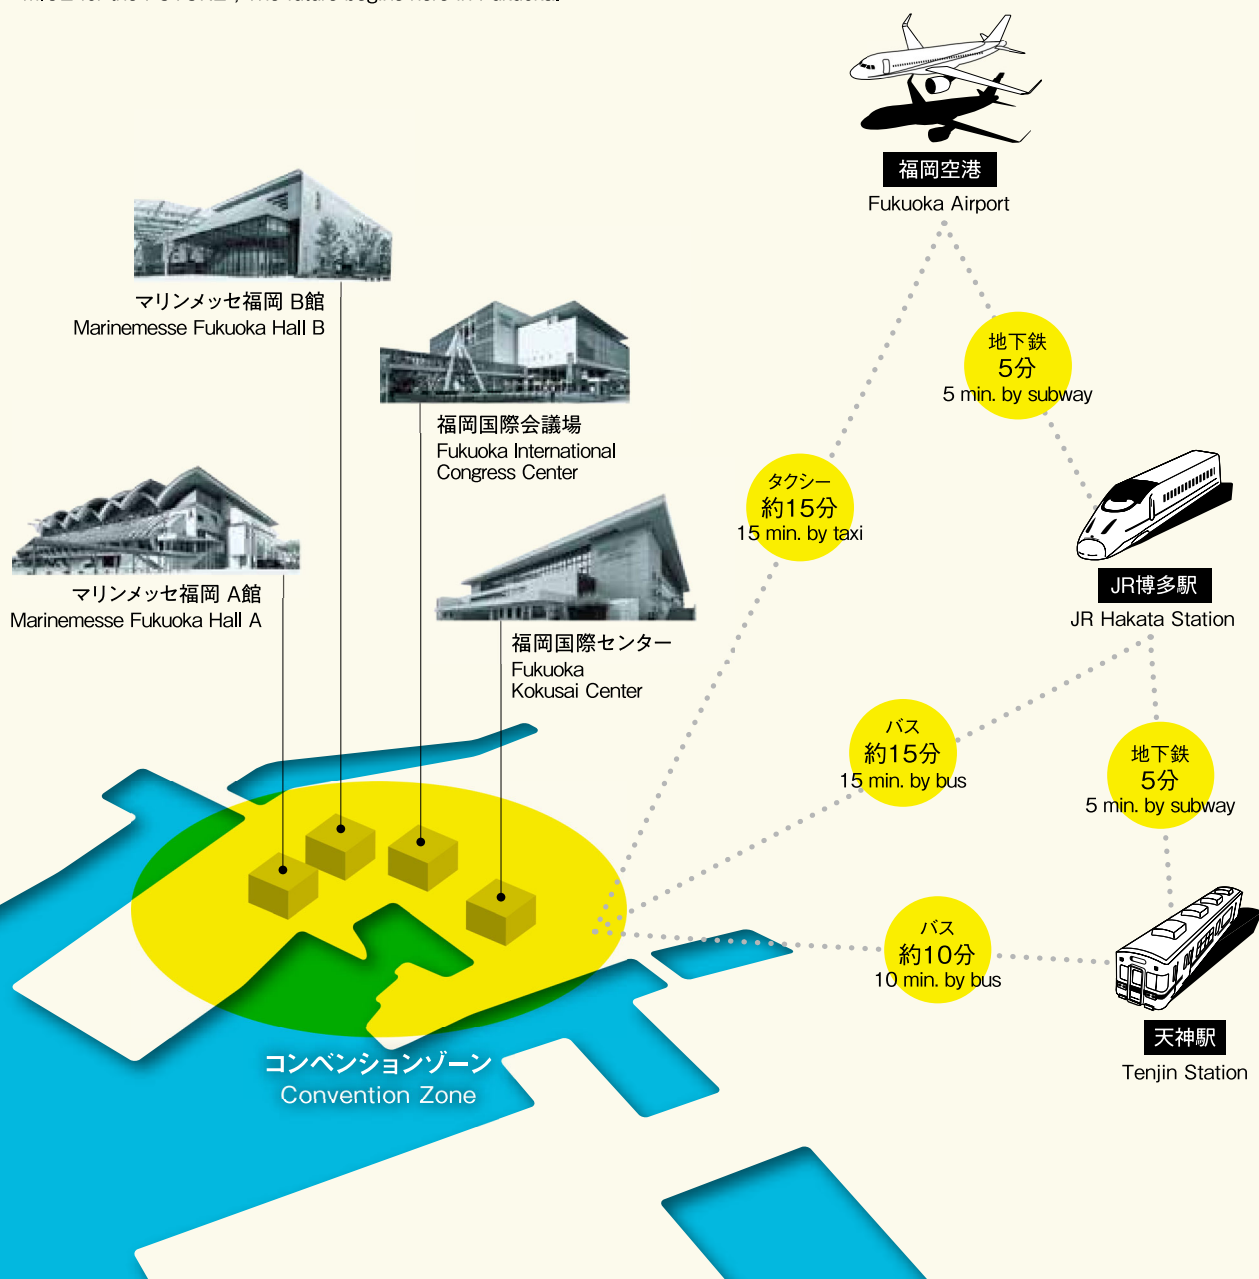 福岡空港
Fukuoka Airport
マリンメッセ福岡 B館
Marinemesse Fukuoka Hall B
地下鉄
5分
5 min. by subway
福岡国際会議場
Fukuoka International
Congress Center
タクシー
約15分
15 min. by taxi
マリンメッセ福岡 A館
Marinemesse Fukuoka Hall A
JR博多駅
JR Hakata Station
福岡国際センター
Fukuoka
Kokusai Center
バス
約15分
15 min. by bus
地下鉄
5分
5 min. by subway
バス
約10分
10 min. by bus
天神駅
Tenjin Station
コンベンションゾーン
Convention Zone